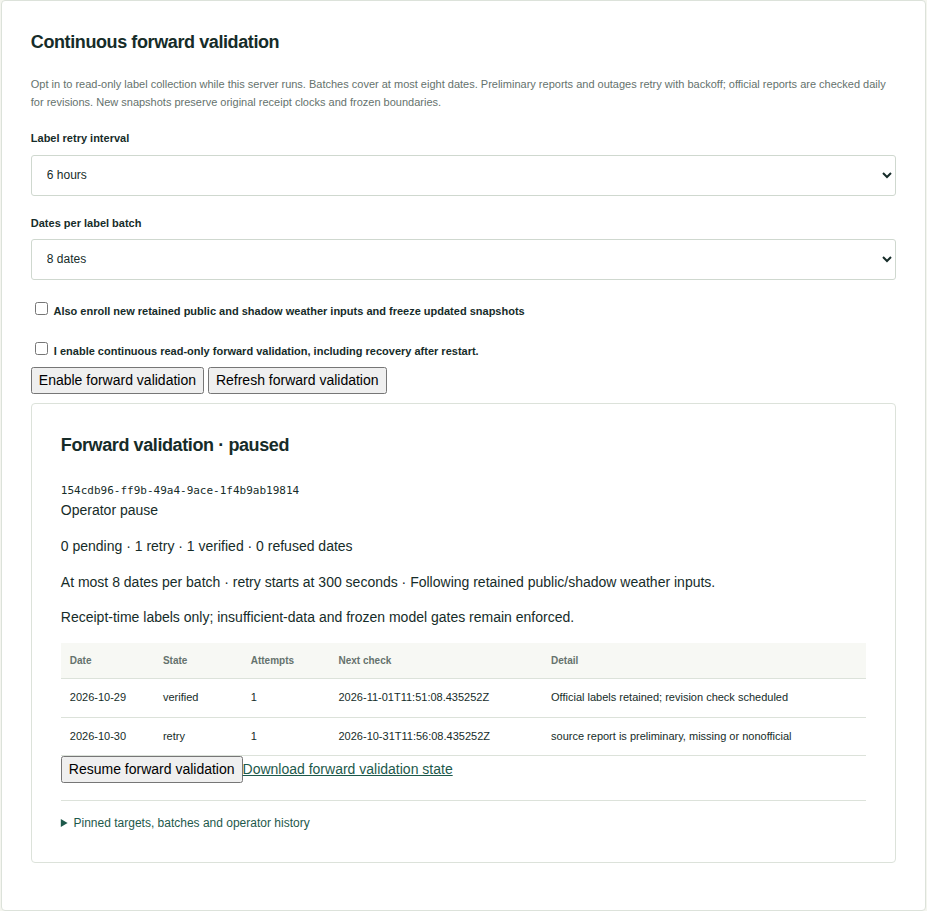 Continuous forward validation
Opt in to read-only label collection while this server runs. Batches cover at most eight dates. Preliminary reports and outages retry with backoff; official reports are checked daily
for revisions. New snapshots preserve original receipt clocks and frozen boundaries.
Label retry interval
6 hours
Dates per label batch
8 dates
Also enroll new retained public and shadow weather inputs and freeze updated snapshots
I enable continuous read-only forward validation, including recovery after restart.
Enable forward validation Refresh forward validation
Forward validation · paused
154cdb96-ff9b-49a4-9ace-1f4b9ab19814
Operator pause
0 pending · 1 retry · 1 verified · 0 refused dates
At most 8 dates per batch · retry starts at 300 seconds · Following retained public/shadow weather inputs.
Receipt-time labels only; insufficient-data and frozen model gates remain enforced.
Date State Attempts Next check Detail
2026-10-29 verified 1 2026-11-01T11:51:08.435252Z Official labels retained; revision check scheduled
2026-10-30 retry 1 2026-10-31T11:56:08.435252Z source report is preliminary, missing or nonofficial
Resume forward validation Download forward validation state
Pinned targets, batches and operator history